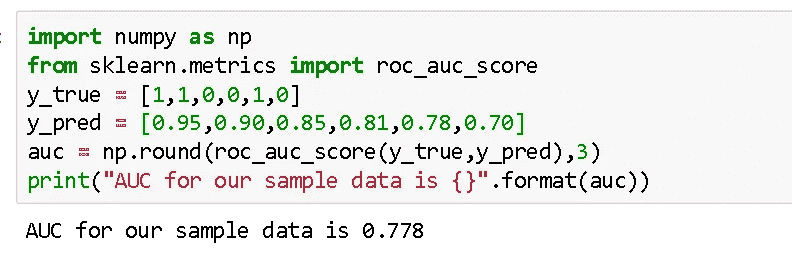 import numpy as np
from sklearn.metrics import roc_auc_score
y_true = [1,1,0,0,1,0]
y_pred = [0.95,0.90,0.85,0.81,0.78,0.70]
auc = np.round(roc_auc_score(y_true,y_pred),3)
print("AUC for our sample data is {}".format(auc))
AUC for our sample data is 0.778